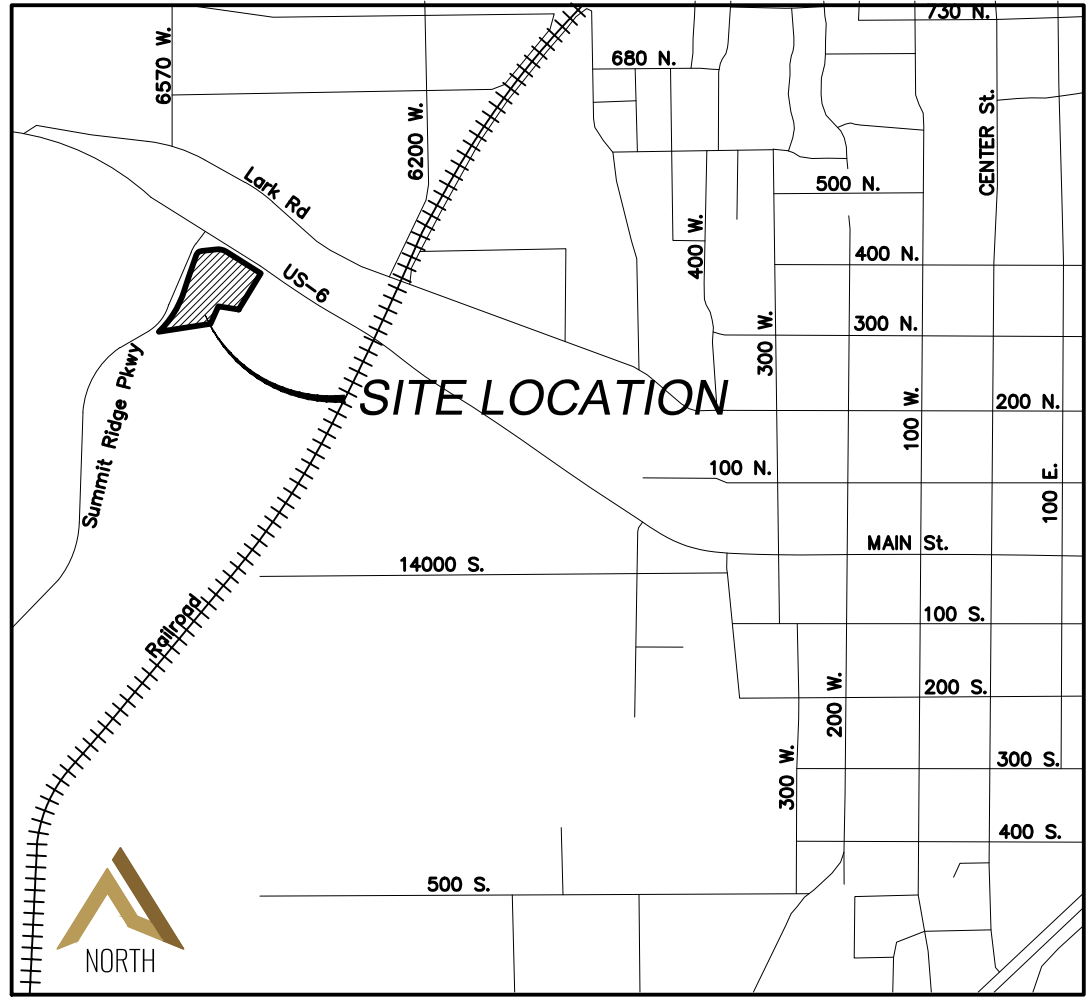 730 N.
6570 W.
680 N.
6200 W.
CENTER St.
Lark Rd
500 N.
400 W.
400 N.
US-6
300 N.
300 W.
Summit Ridge Pkwy
SITE LOCATION
200 N.
100 W.
100 N.
100 E.
MAIN St.
14000 S.
Railroad
100 S.
200 S.
200 W.
300 W.
300 S.
400 S.
500 S.
NORTH